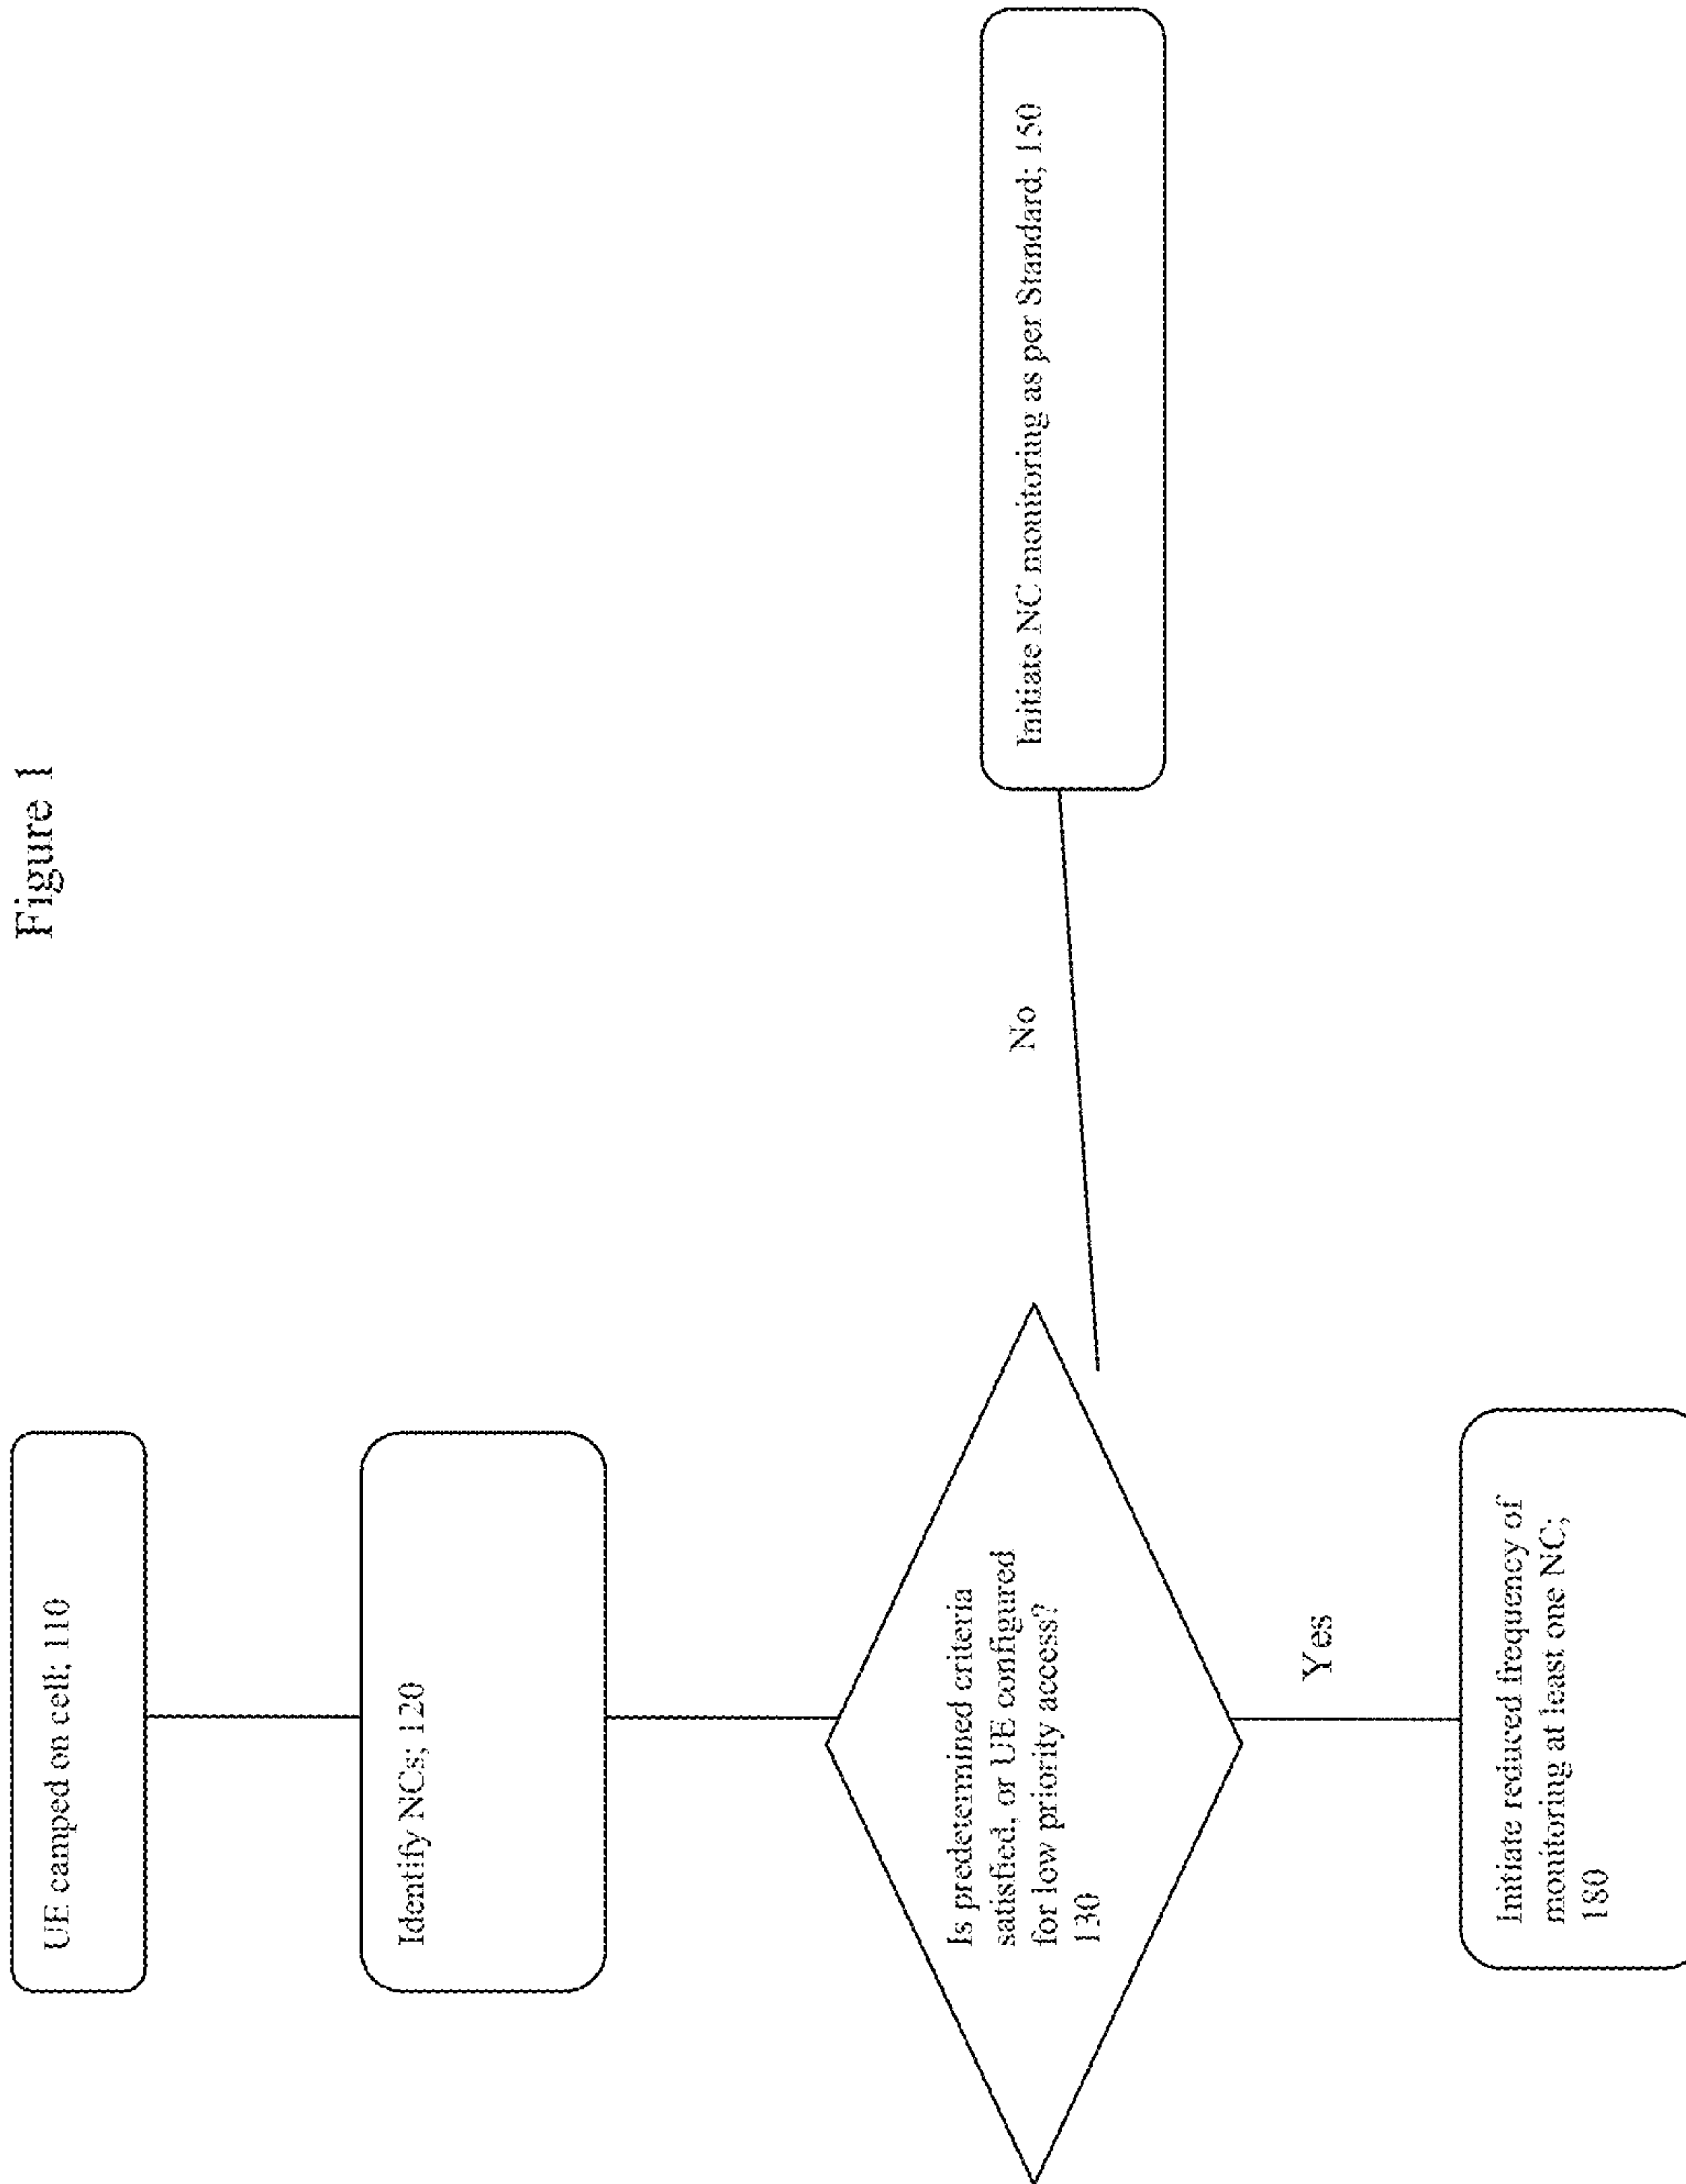 Figure 1
UE camped on cell; 110
Identify NCs; 120
Is predetermined criteria
satisfied, or UE configured
for low priority access?
130
No
Initiate NC monitoring as per Standard; 150
Yes
Initiate reduced frequency of
monitoring at least one NC;
180